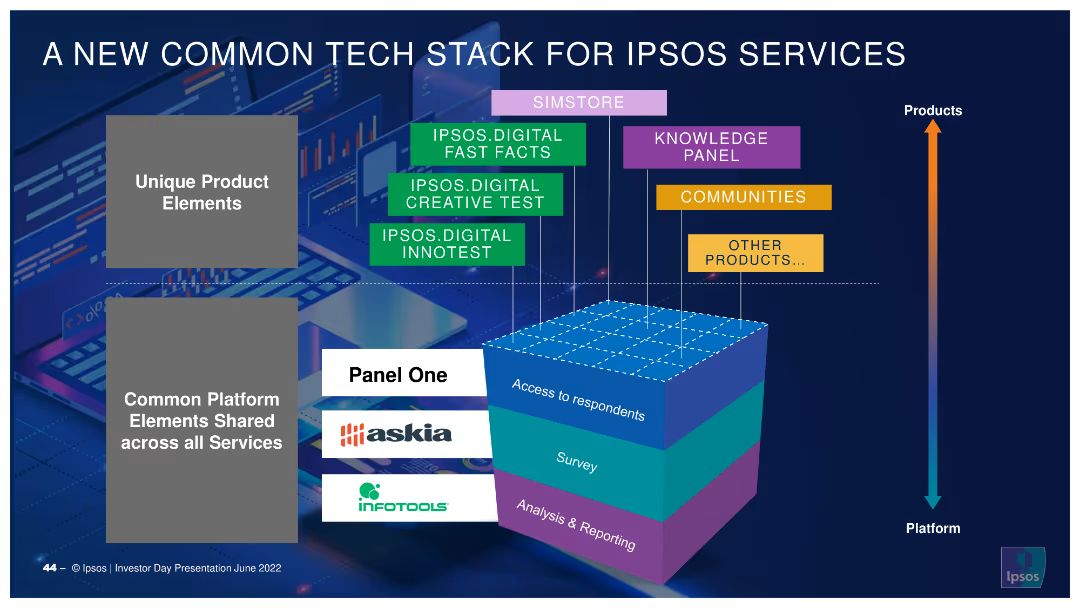 A NEW COMMON TECH STACK FOR IPSOS SERVICES
Products
SIMSTORE
IPSOS.DIGITAL
FAST FACTS
KNOWLEDGE
PANEL
Unique Product
Elements
IPSOS.DIGITAL
CREATIVE TEST
COMMUNITIES
IPSOS.DIGITAL
INNOTEST
OTHER
PRODUCTS...
Common Platform
Elements Shared
across all Services
Panel One
Access to respondents
askia
Survey
INFOTOOLS
Analysis & Reporting
Platform
44 – © Ipsos | Investor Day Presentation June 2022
Ipsos